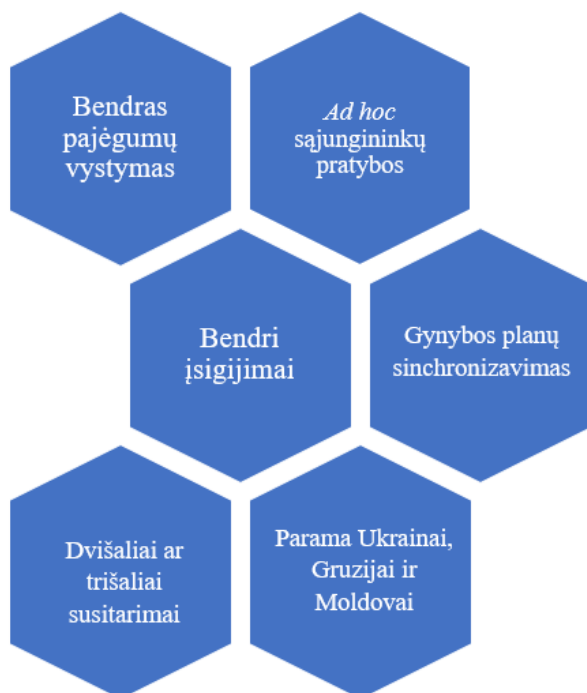 Bendras
pajėgumų
vystymas
Ad hoc
sąjungininkų
pratybos
Bendri
įsigijimai
Gynybos planų
sinchronizavimas
Dvišaliai ar
trišaliai
susitarimai
Parama Ukrainai,
Gruzijai ir
Moldovai